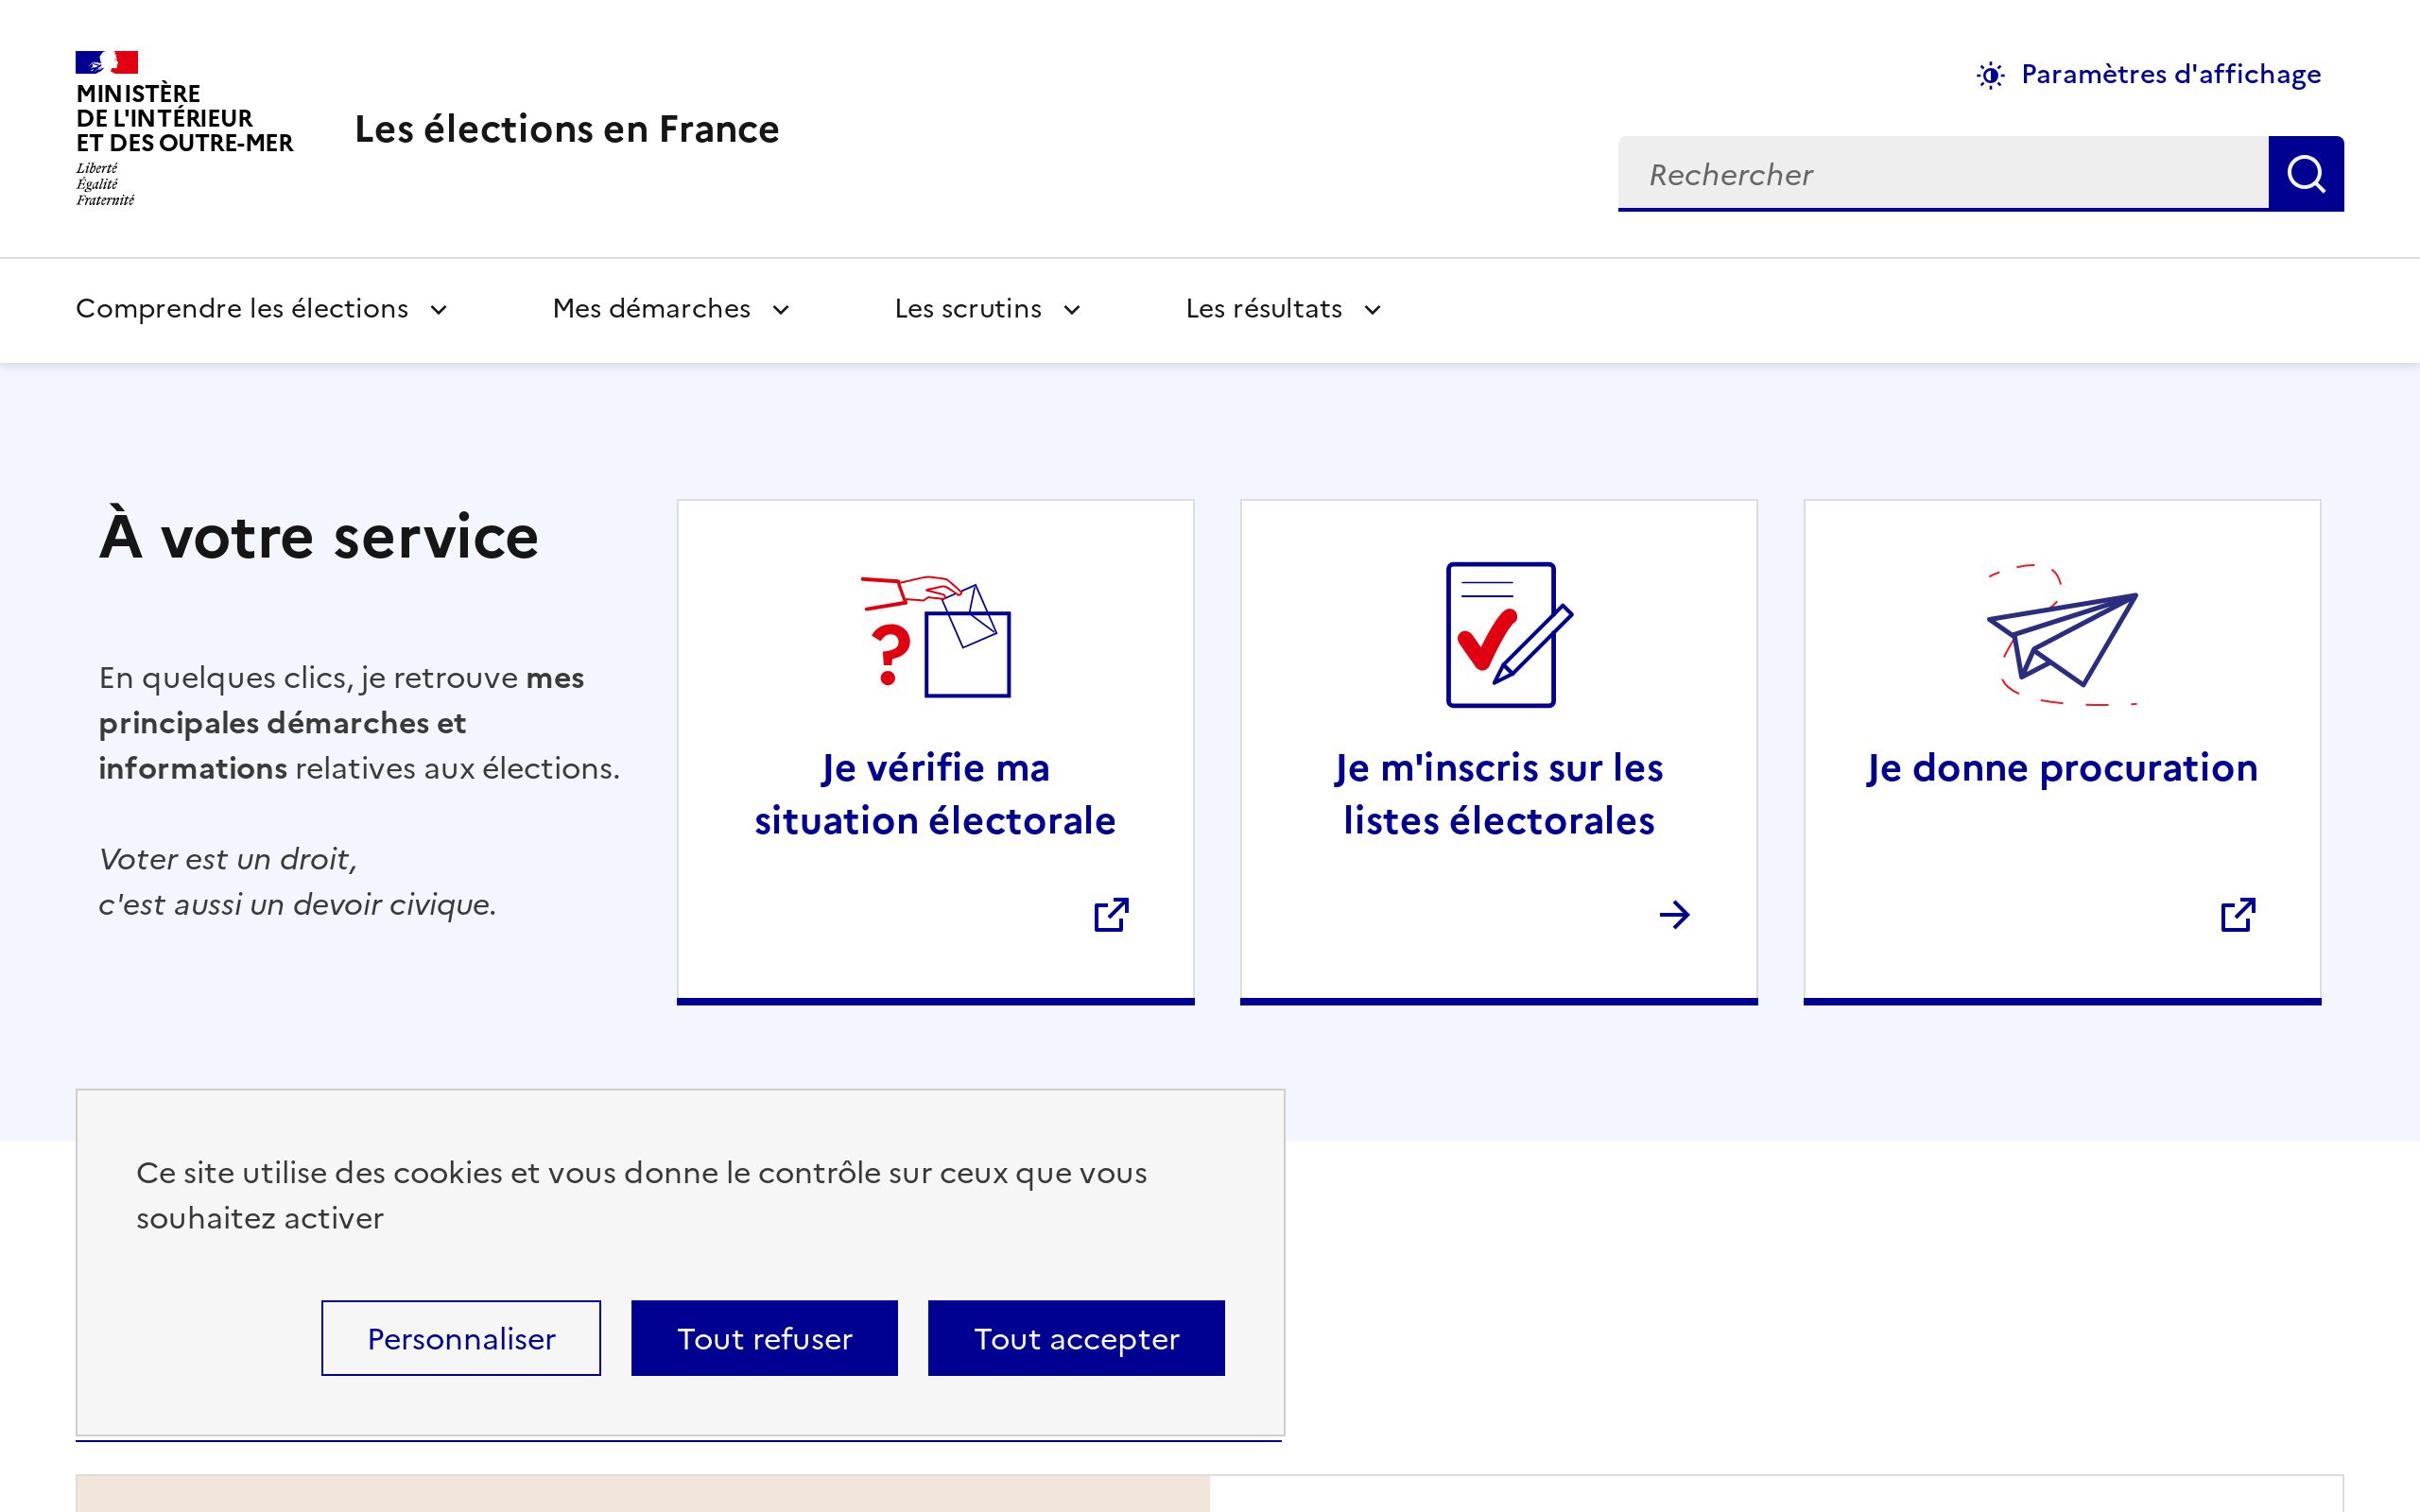 MINISTÈRE
DE L'INTÉRIEUR
ET DES OUTRE-MER
Liberté
Égalité
Fraternité
Les élections en France
Paramètres d'affichage
Rechercher
Comprendre les élections
Mes démarches
Les scrutins
Les résultats
À votre service
En quelques clics, je retrouve mes
principales démarches et
informations relatives aux élections.
Voter est un droit,
c'est aussi un devoir civique.
?
Je vérifie ma
situation électorale
Je m'inscris sur les
listes électorales
Je donne procuration
Ce site utilise des cookies et vous donne le contrôle sur ceux que vous
souhaitez activer
Personnaliser
Tout refuser
Tout accepter